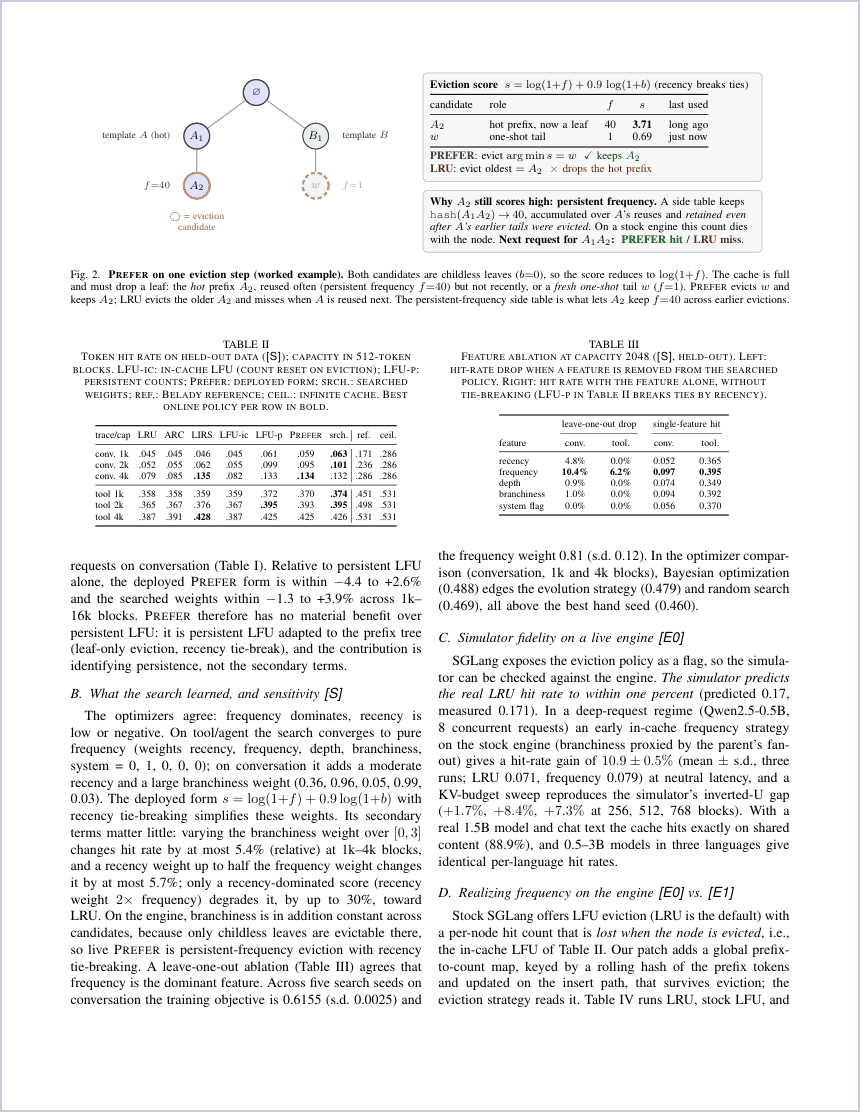 ∅
template A (hot)
A1
B1
template B
f=40
A2
w
f=1
= eviction
candidate
Eviction score s = log(1+f) + 0.9 log(1+b) (recency breaks ties)
candidate role f s last used
A2 hot prefix, now a leaf 40 3.71 long ago
w one-shot tail 1 0.69 just now
PREFER: evict arg min s = w ✓ keeps A2
LRU: evict oldest = A2 × drops the hot prefix
Why A2 still scores high: persistent frequency. A side table keeps
hash(A1A2) → 40, accumulated over A's reuses and retained even
after A's earlier tails were evicted. On a stock engine this count dies
with the node. Next request for A1A2: PREFER hit / LRU miss.
Fig. 2. PREFER on one eviction step (worked example). Both candidates are childless leaves (b=0), so the score reduces to log(1+f). The cache is full
and must drop a leaf: the hot prefix A2, reused often (persistent frequency f=40) but not recently, or a fresh one-shot tail w (f=1). PREFER evicts w and
keeps A2; LRU evicts the older A2 and misses when A is reused next. The persistent-frequency side table is what lets A2 keep f=40 across earlier evictions.
TABLE II
TOKEN HIT RATE ON HELD-OUT DATA ([S]); CAPACITY IN 512-TOKEN
BLOCKS. LFU-IC: IN-CACHE LFU (COUNT RESET ON EVICTION); LFU-P:
PERSISTENT COUNTS; PREFER: DEPLOYED FORM; SRCH.: SEARCHED
WEIGHTS; REF.: BELADY REFERENCE; CEIL.: INFINITE CACHE. BEST
ONLINE POLICY PER ROW IN BOLD.
trace/cap LRU ARC LIRS LFU-ic LFU-p PREFER srch. ref. ceil.
conv. 1k .045 .045 .046 .045 .061 .059 .063 .171 .286
conv. 2k .052 .055 .062 .055 .099 .095 .101 .236 .286
conv. 4k .079 .085 .135 .082 .133 .134 .132 .286 .286
tool 1k .358 .358 .359 .359 .372 .370 .374 .451 .531
tool 2k .365 .367 .376 .367 .395 .393 .395 .498 .531
tool 4k .387 .391 .428 .387 .425 .425 .426 .531 .531
requests on conversation (Table I). Relative to persistent LFU
alone, the deployed PREFER form is within −4.4 to +2.6%
and the searched weights within −1.3 to +3.9% across 1k–
16k blocks. PREFER therefore has no material benefit over
persistent LFU: it is persistent LFU adapted to the prefix tree
(leaf-only eviction, recency tie-break), and the contribution is
identifying persistence, not the secondary terms.
B. What the search learned, and sensitivity [S]
The optimizers agree: frequency dominates, recency is
low or negative. On tool/agent the search converges to pure
frequency (weights recency, frequency, depth, branchiness,
system = 0, 1, 0, 0, 0); on conversation it adds a moderate
recency and a large branchiness weight (0.36, 0.96, 0.05, 0.99,
0.03). The deployed form s = log(1+f) + 0.9 log(1+b) with
recency tie-breaking simplifies these weights. Its secondary
terms matter little: varying the branchiness weight over [0, 3]
changes hit rate by at most 5.4% (relative) at 1k–4k blocks,
and a recency weight up to half the frequency weight changes
it by at most 5.7%; only a recency-dominated score (recency
weight 2× frequency) degrades it, by up to 30%, toward
LRU. On the engine, branchiness is in addition constant across
candidates, because only childless leaves are evictable there,
so live PREFER is persistent-frequency eviction with recency
tie-breaking. A leave-one-out ablation (Table III) agrees that
frequency is the dominant feature. Across five search seeds on
conversation the training objective is 0.6155 (s.d. 0.0025) and
TABLE III
FEATURE ABLATION AT CAPACITY 2048 ([S], HELD-OUT). LEFT:
HIT-RATE DROP WHEN A FEATURE IS REMOVED FROM THE SEARCHED
POLICY. RIGHT: HIT RATE WITH THE FEATURE ALONE, WITHOUT
TIE-BREAKING (LFU-P IN TABLE II BREAKS TIES BY RECENCY).
leave-one-out drop single-feature hit
feature conv. tool. conv. tool.
recency 4.8% 0.0% 0.052 0.365
frequency 10.4% 6.2% 0.097 0.395
depth 0.9% 0.0% 0.074 0.349
branchiness 1.0% 0.0% 0.094 0.392
system flag 0.0% 0.0% 0.056 0.370
the frequency weight 0.81 (s.d. 0.12). In the optimizer compar-
ison (conversation, 1k and 4k blocks), Bayesian optimization
(0.488) edges the evolution strategy (0.479) and random search
(0.469), all above the best hand seed (0.460).
C. Simulator fidelity on a live engine [E0]
SGLang exposes the eviction policy as a flag, so the simula-
tor can be checked against the engine. The simulator predicts
the real LRU hit rate to within one percent (predicted 0.17,
measured 0.171). In a deep-request regime (Qwen2.5-0.5B,
8 concurrent requests) an early in-cache frequency strategy
on the stock engine (branchiness proxied by the parent's fan-
out) gives a hit-rate gain of 10.9 ± 0.5% (mean ± s.d., three
runs; LRU 0.071, frequency 0.079) at neutral latency, and a
KV-budget sweep reproduces the simulator's inverted-U gap
(+1.7%, +8.4%, +7.3% at 256, 512, 768 blocks). With a
real 1.5B model and chat text the cache hits exactly on shared
content (88.9%), and 0.5–3B models in three languages give
identical per-language hit rates.
D. Realizing frequency on the engine [E0] vs. [E1]
Stock SGLang offers LFU eviction (LRU is the default) with
a per-node hit count that is lost when the node is evicted, i.e.,
the in-cache LFU of Table II. Our patch adds a global prefix-
to-count map, keyed by a rolling hash of the prefix tokens
and updated on the insert path, that survives eviction; the
eviction strategy reads it. Table IV runs LRU, stock LFU, and